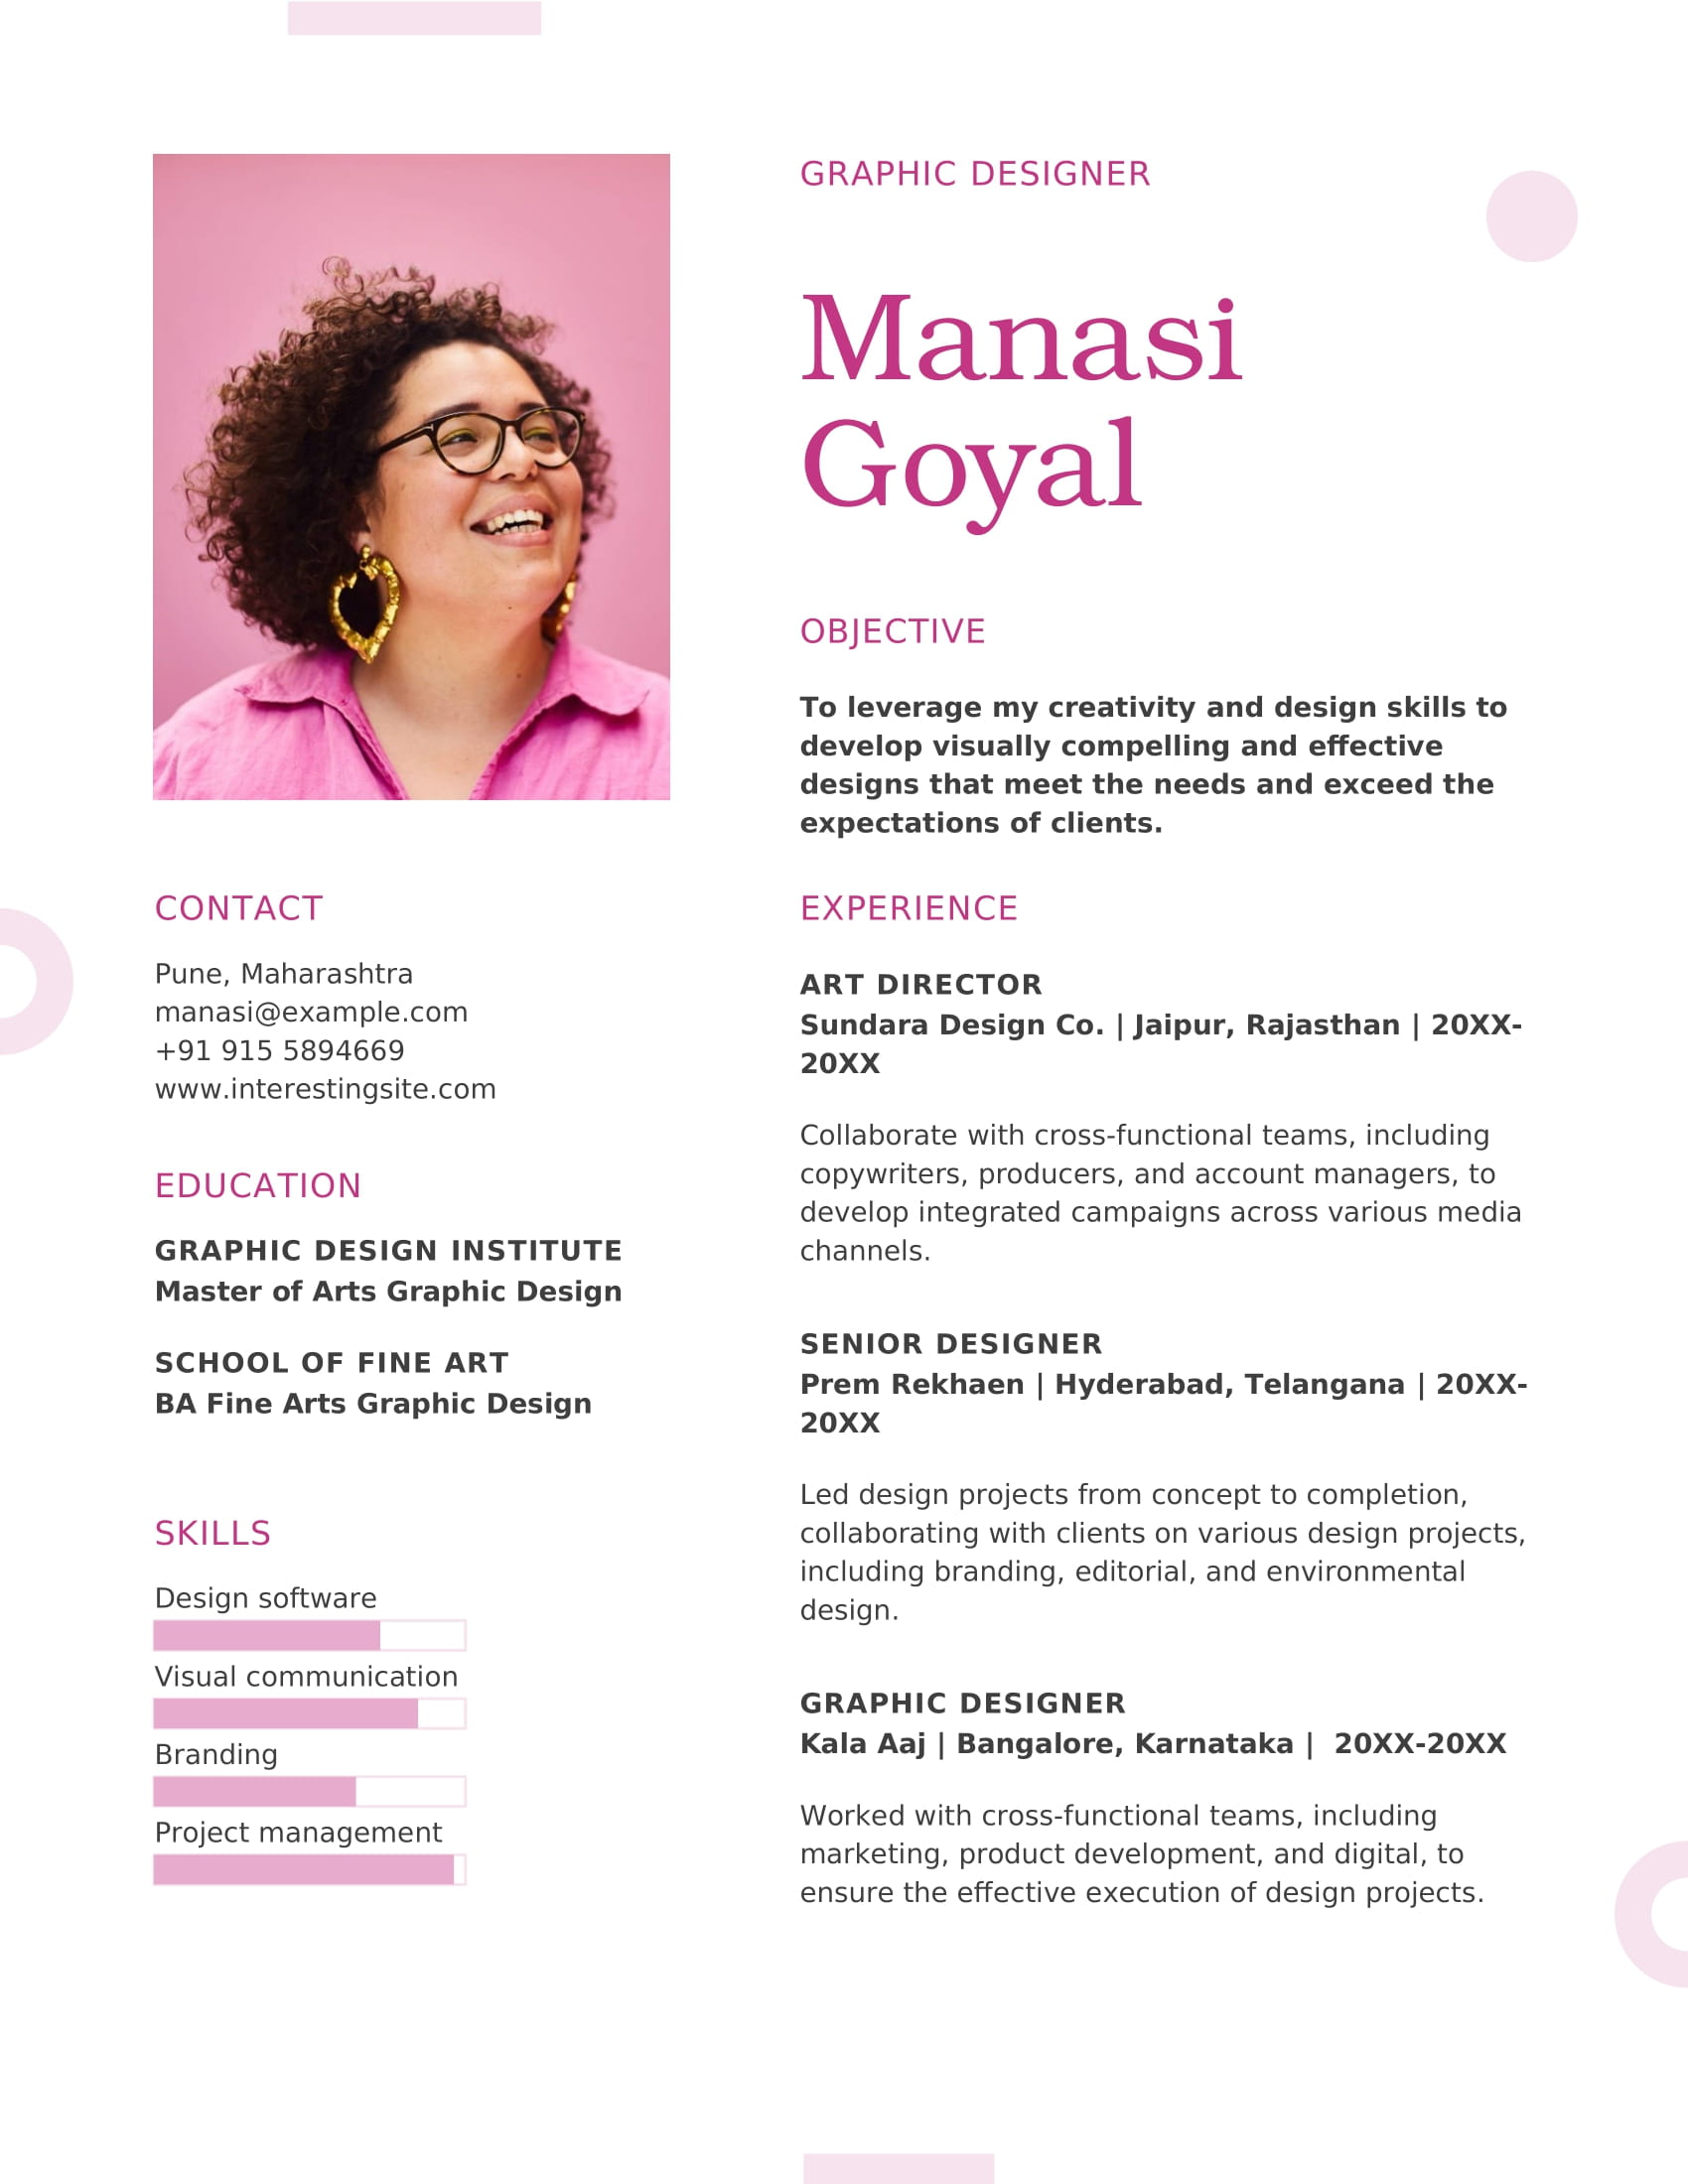 GRAPHIC DESIGNER
Manasi
Goyal
OBJECTIVE
To leverage my creativity and design skills to
develop visually compelling and effective
designs that meet the needs and exceed the
expectations of clients.
CONTACT
Pune, Maharashtra
manasi@example.com
+91 915 5894669
www.interestingsite.com
EDUCATION
GRAPHIC DESIGN INSTITUTE
Master of Arts Graphic Design
SCHOOL OF FINE ART
BA Fine Arts Graphic Design
SKILLS
Design software
Visual communication
Branding
Project management
EXPERIENCE
ART DIRECTOR
Sundara Design Co. | Jaipur, Rajasthan | 20XX-
20XX
Collaborate with cross-functional teams, including
copywriters, producers, and account managers, to
develop integrated campaigns across various media
channels.
SENIOR DESIGNER
Prem Rekhaen | Hyderabad, Telangana | 20XX-
20XX
Led design projects from concept to completion,
collaborating with clients on various design projects,
including branding, editorial, and environmental
design.
GRAPHIC DESIGNER
Kala Aaj | Bangalore, Karnataka |  20XX-20XX
Worked with cross-functional teams, including
marketing, product development, and digital, to
ensure the effective execution of design projects.